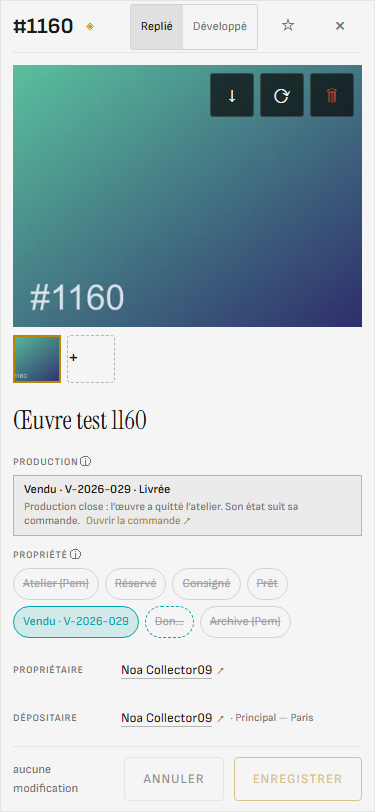 #1160 Replié Développé
#1160
1160
+
Œuvre test 1160
PRODUCTION
Vendu · V-2026-029 · Livrée
Production close : l'œuvre a quitté l'atelier. Son état suit sa
commande. Ouvrir la commande ↗
PROPRIÉTÉ
Atelier (Pem) Réservé Consigné Prêt
Vendu · V-2026-029 Don... Archive (Pem)
PROPRIÉTAIRE Noa Collector09 ↗
DÉPOSITAIRE Noa Collector09 ↗ · Principal — Paris
aucune
modification
ANNULER ENREGISTRER